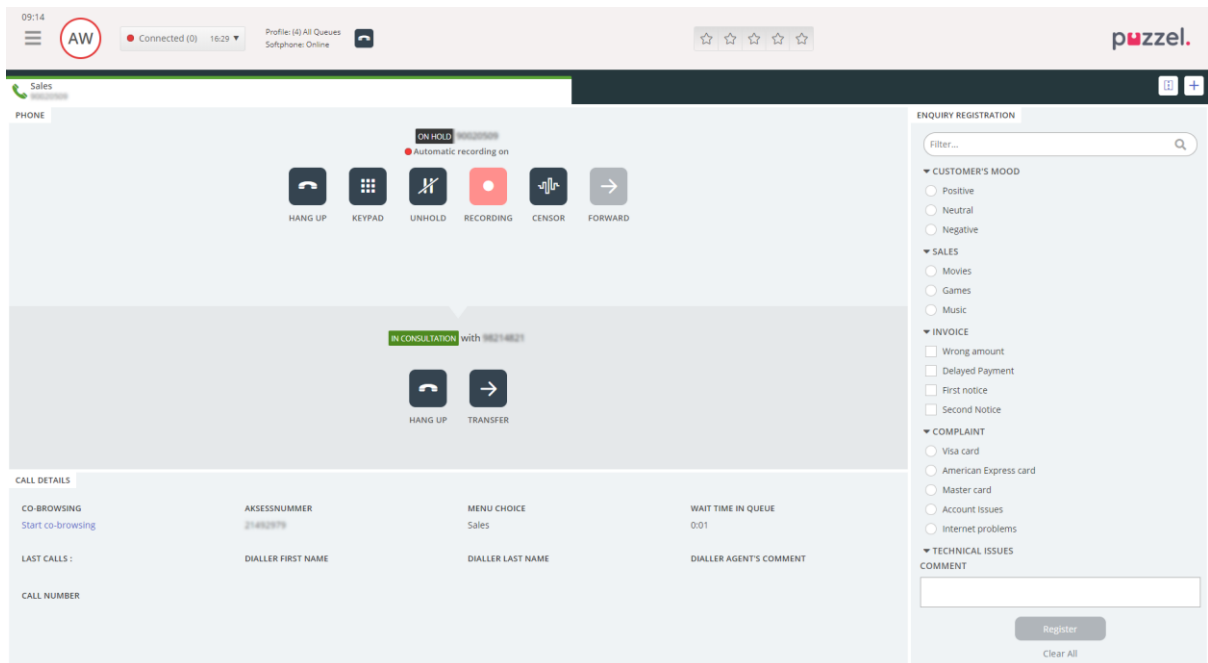 09:14
AW
Connected (0) 16:29
Profile: (4) All Queues
Softphone: Online
puzzel.
Sales
PHONE
ON HOLD
Automatic recording on
HANG UP KEYPAD UNHOLD RECORDING CENSOR FORWARD
IN CONSULTATION with
HANG UP TRANSFER
CALL DETAILS
CO-BROWSING AKSESSNUMMER MENU CHOICE WAIT TIME IN QUEUE
Start co-browsing Sales 0:01
LAST CALLS : DIALLER FIRST NAME DIALLER LAST NAME DIALLER AGENT'S COMMENT
CALL NUMBER
ENQUIRY REGISTRATION
Filter...
CUSTOMER'S MOOD
Positive
Neutral
Negative
SALES
Movies
Games
Music
INVOICE
Wrong amount
Delayed Payment
First notice
Second Notice
COMPLAINT
Visa card
American Express card
Master card
Account issues
Internet problems
TECHNICAL ISSUES
COMMENT
Register
Clear All